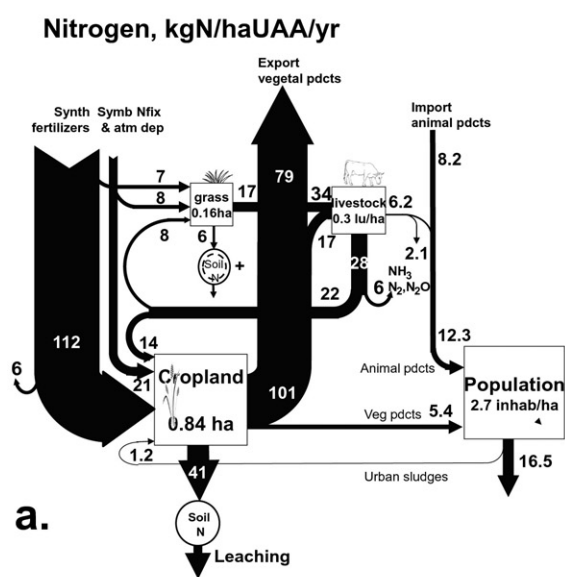 Nitrogen, kgN/haUAA/yr
Export
vegetal pdcts
Synth
fertilizers
Symb Nfix
& atm dep
Import
animal pdcts
8.2
7
8
8
grass
0.16ha
17
79
34
livestock
0.3 lu/ha
6.2
2.1
17
6
Soil
N
+
28
6
NH3
N2,N2O
22
112
6
14
21
Cropland
0.84 ha
101
12.3
Animal pdcts
Population
2.7 inhab/ha
Veg pdcts
5.4
1.2
41
16.5
Urban sludges
a.
Soil
N
Leaching